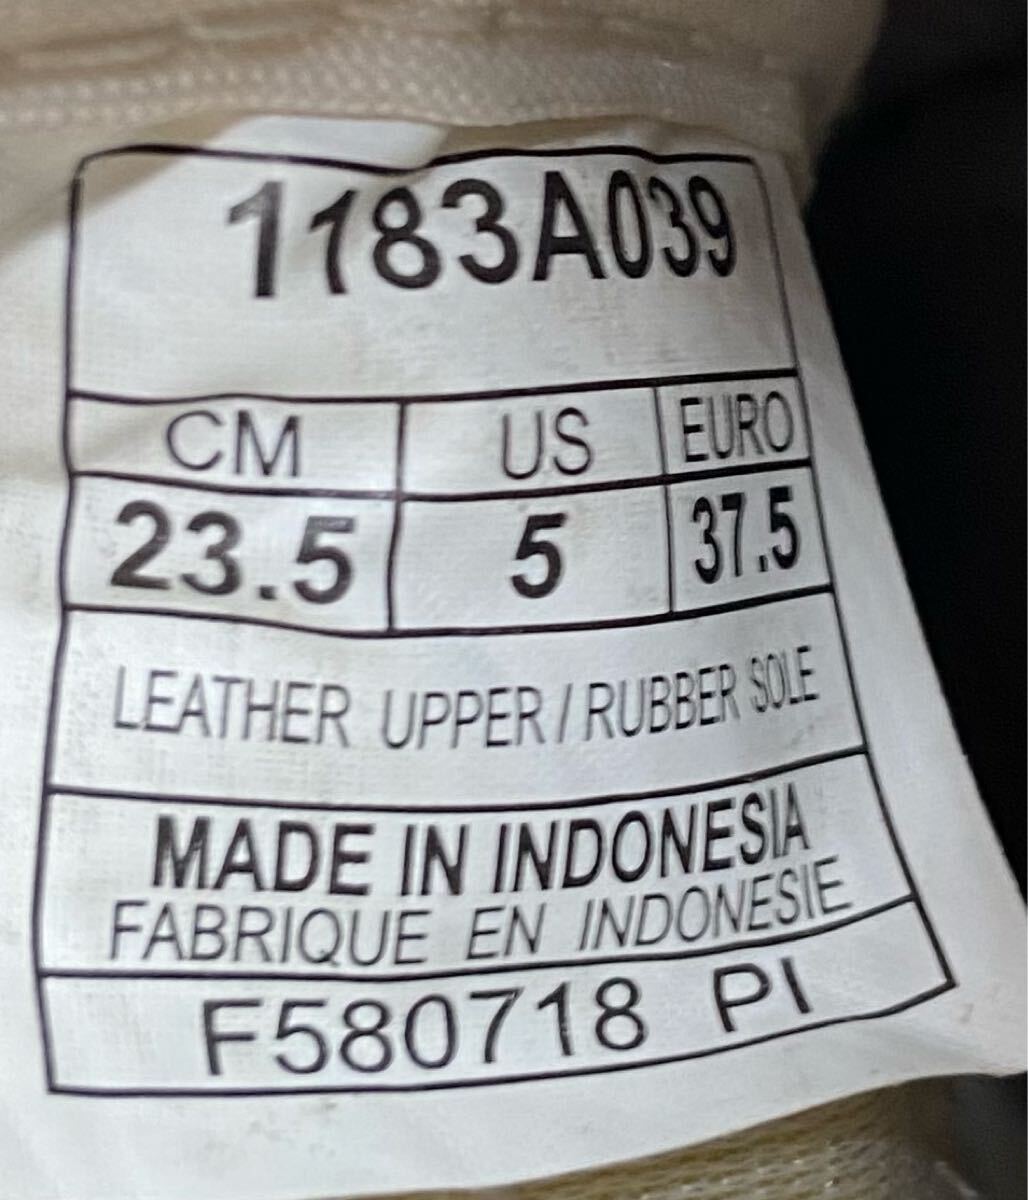 1183A039
CM US EURO
23.5 5 37.5
LEATHER UPPER / RUBBER SOLE
MADE IN INDONESIA
FABRIQUE EN INDONESIE
F580718 PI